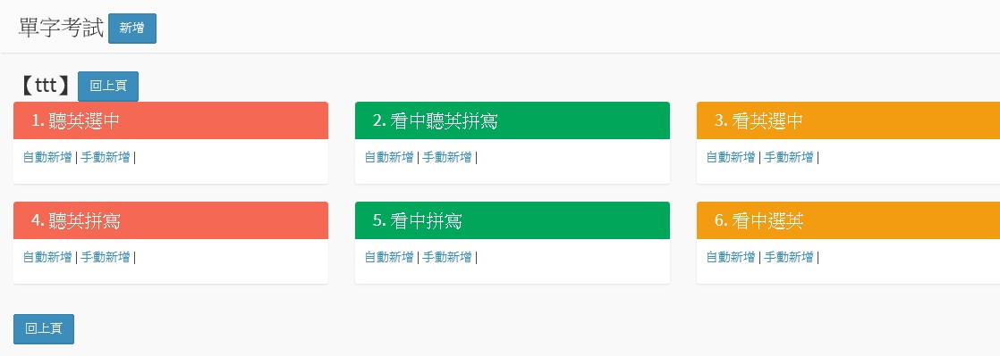 單字考試 新增
【ttt】 回上頁
1. 聽英選中
自動新增 | 手動新增 |
2. 看中聽英拼寫
自動新增 | 手動新增 |
3. 看英選中
自動新增 | 手動新增 |
4. 聽英拼寫
自動新增 | 手動新增 |
5. 看中拼寫
自動新增 | 手動新增 |
6. 看中選英
自動新增 | 手動新增 |
回上頁